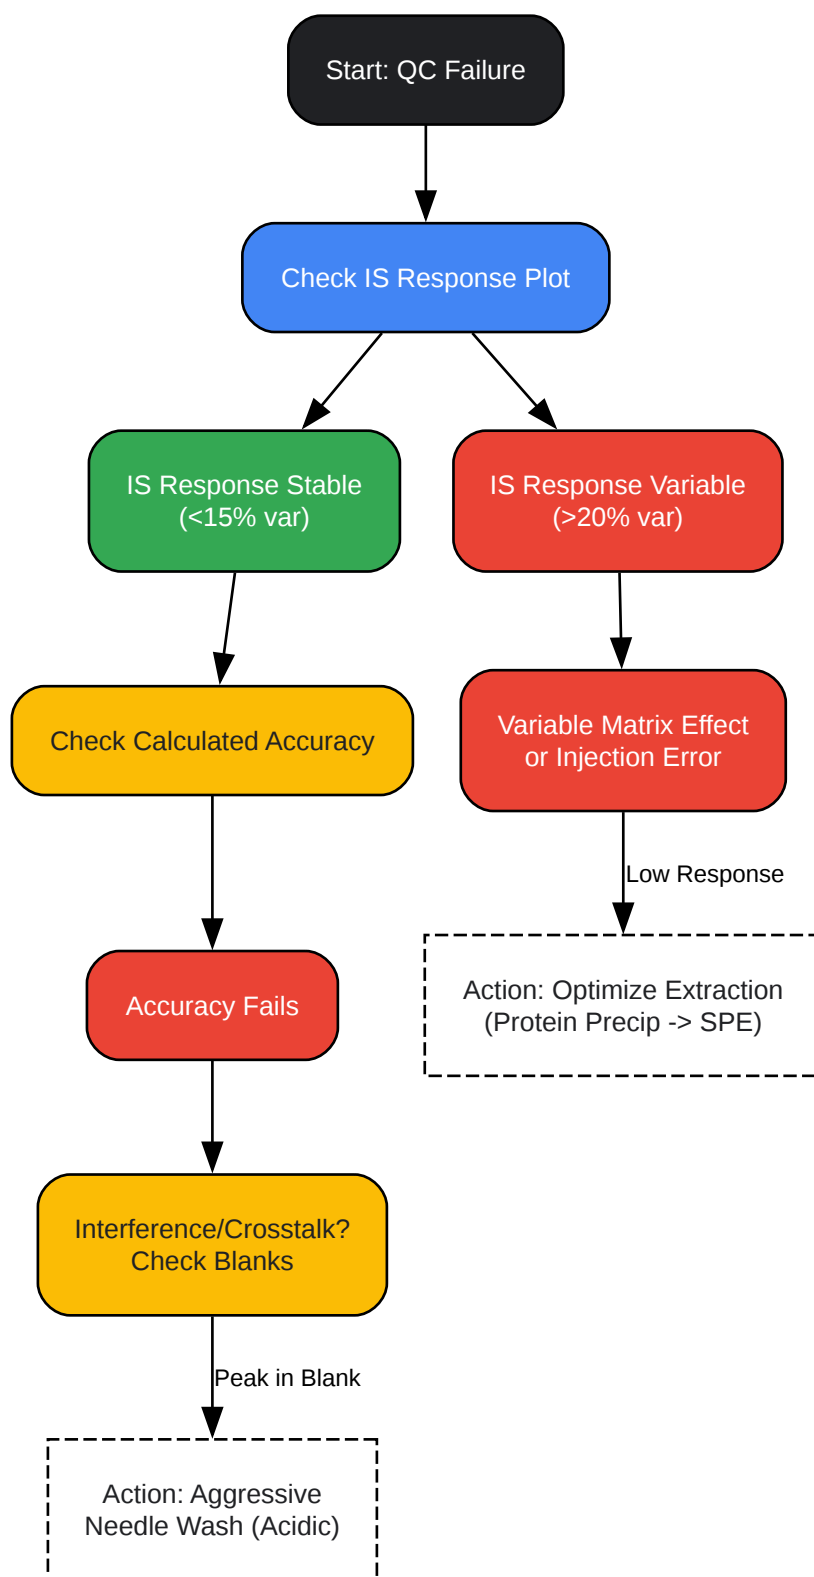 Start: QC Failure
Check IS Response Plot
IS Response Stable
(<15% var)
IS Response Variable
(>20% var)
Check Calculated Accuracy
Variable Matrix Effect
or Injection Error
Low Response
Accuracy Fails
Action: Optimize Extraction
(Protein Precip -> SPE)
Interference/Crosstalk?
Check Blanks
Peak in Blank
Action: Aggressive
Needle Wash (Acidic)